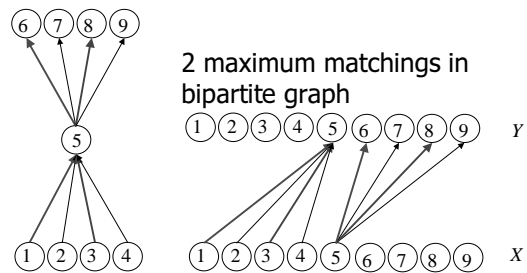 6 7 8 9
5
1 2 3 4
2 maximum matchings in
bipartite graph
1 2 3 4 5 6 7 8 9 Y
1 2 3 4 5 6 7 8 9 X